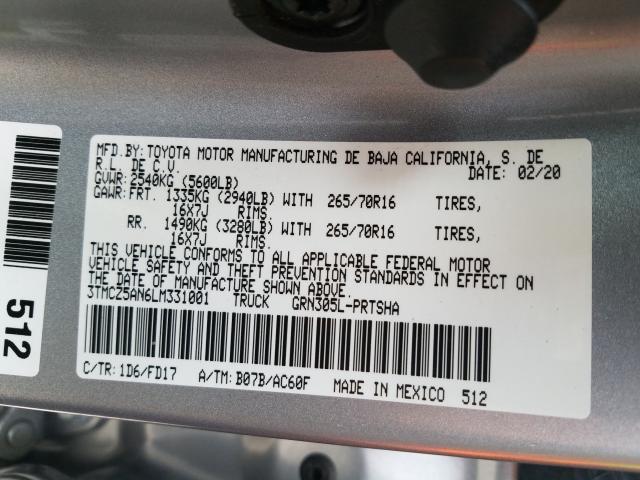 MFD.BY:TOYOTA MOTOR MANUFACTURING DE BAJA CALIFORNIA, S. DE
R.L. DE C.V. DATE: 02/20
GVWR:2540KG (5600LB)
GAWR:FRT. 1335KG (2940LB) WITH 265/70R16 TIRES,
16X7J RIMS.
RR. 1490KG (3280LB) WITH 265/70R16 TIRES,
16X7J RIMS.
THIS VEHICLE CONFORMS TO ALL APPLICABLE FEDERAL MOTOR
VEHICLE SAFETY AND THEFT PREVENTION STANDARDS IN EFFECT ON
THE DATE OF MANUFACTURE SHOWN ABOVE.
3TMCZ5AN6LM331001 TRUCK GRN305L-PRTSHA
C/TR:1D6/FD17 A/TM:B07B/AC60F MADE IN MEXICO 512
512